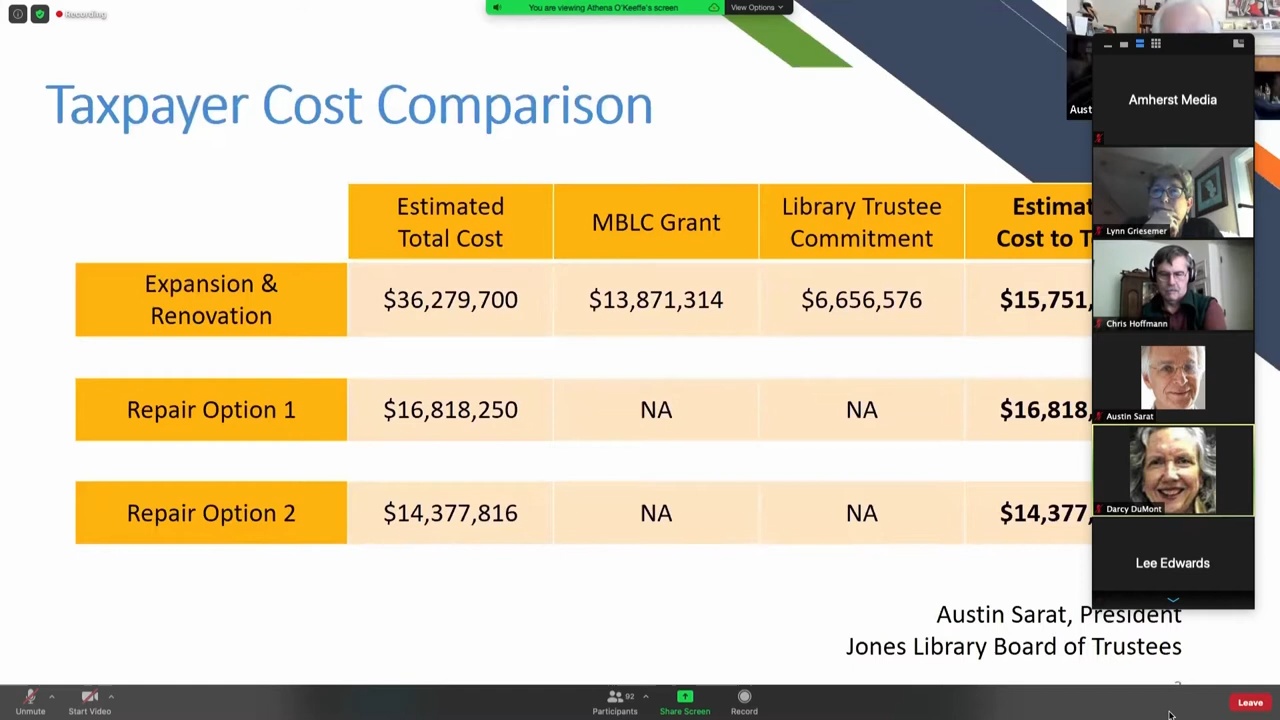 Recording
You are viewing Athena O'Keeffe's screen
View Options
Taxpayer Cost Comparison
Estimated
Total Cost
MBLC Grant
Library Trustee
Commitment
Cost to
Expansion &
Renovation
$36,279,700
$13,871,314
$6,656,576
$15,751,
Repair Option 1
$16,818,250
NA
NA
$16,818,
Repair Option 2
$14,377,816
NA
NA
$14,377,
Austin Sarat, President
Jones Library Board of Trustees
Aust
Amherst Media
Lynn Griesemer
Chris Hoffmann
Austin Sarat
Darcy DuMont
Lee Edwards
Unmute
Start Video
92
Participants
Share Screen
Record
Leave